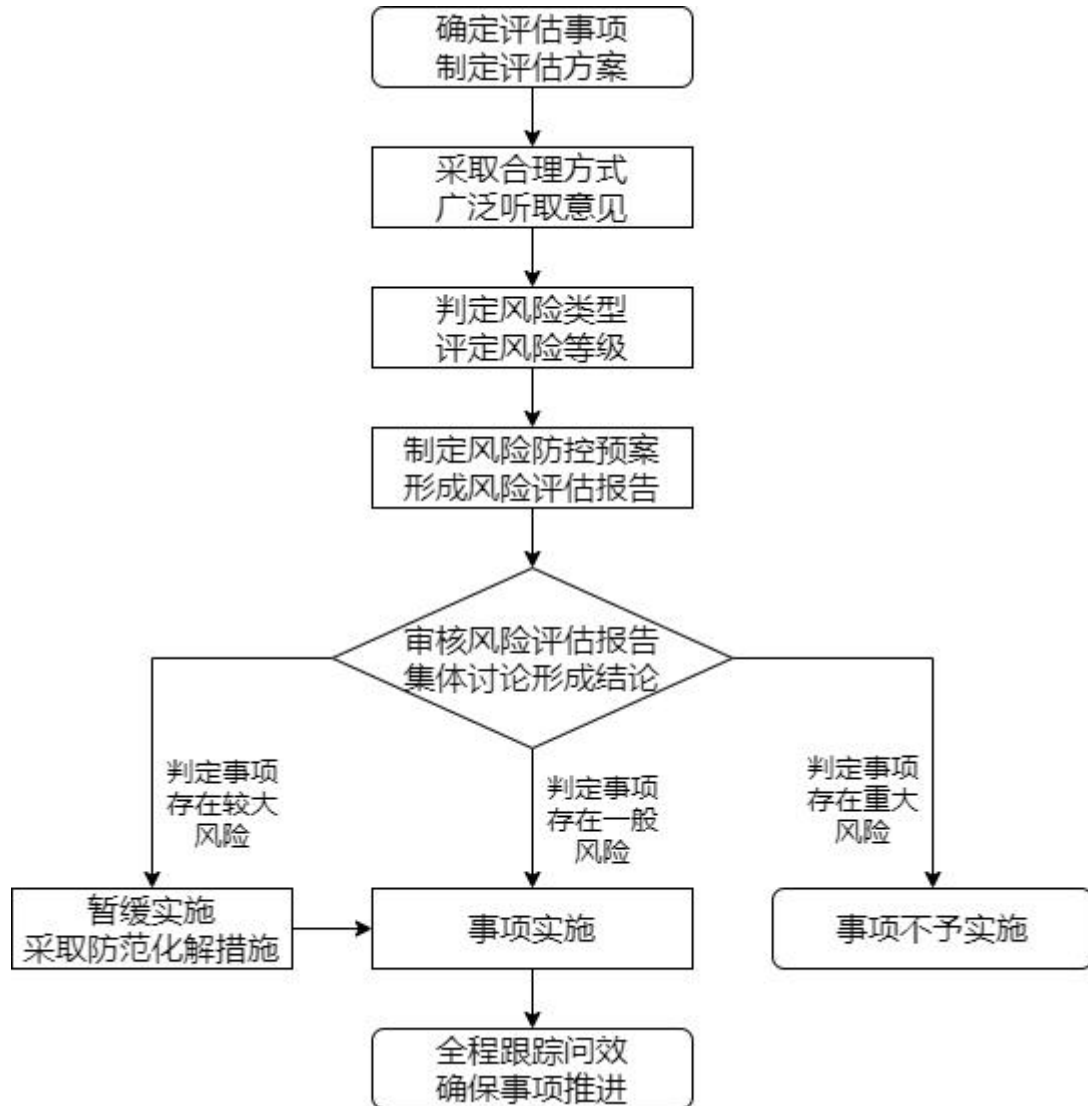 确定评估事项
制定评估方案
采取合理方式
广泛听取意见
判定风险类型
评定风险等级
制定风险防控预案
形成风险评估报告
审核风险评估报告
集体讨论形成结论
判定事项
存在较大
风险
判定事项
存在一般
风险
判定事项
存在重大
风险
暂缓实施
采取防范化解措施
事项实施
事项不予实施
全程跟踪问效
确保事项推进